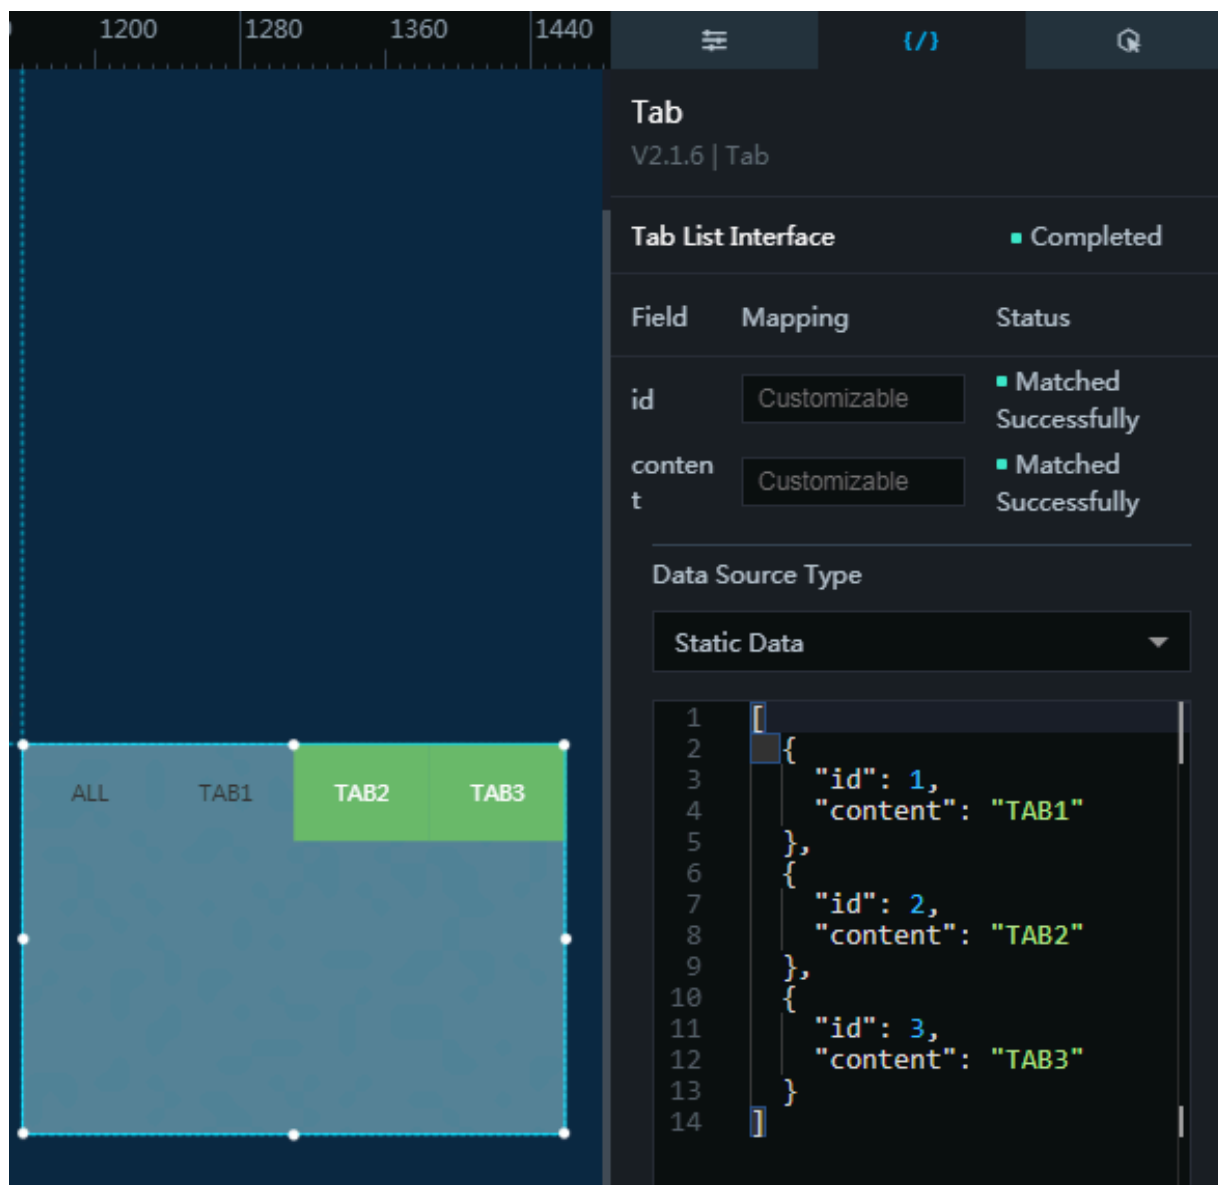 1200 1280 1360 1440
{/}
Tab
V2.1.6 | Tab
Tab List Interface Completed
Field Mapping Status
id Customizable Matched
Successfully
conten Customizable Matched
t Successfully
Data Source Type
Static Data
1 [
2 {
3 "id": 1,
4 "content": "TAB1"
5 },
6 {
7 "id": 2,
8 "content": "TAB2"
9 },
10 {
11 "id": 3,
12 "content": "TAB3"
13 }
14 ]
ALL TAB1 TAB2 TAB3